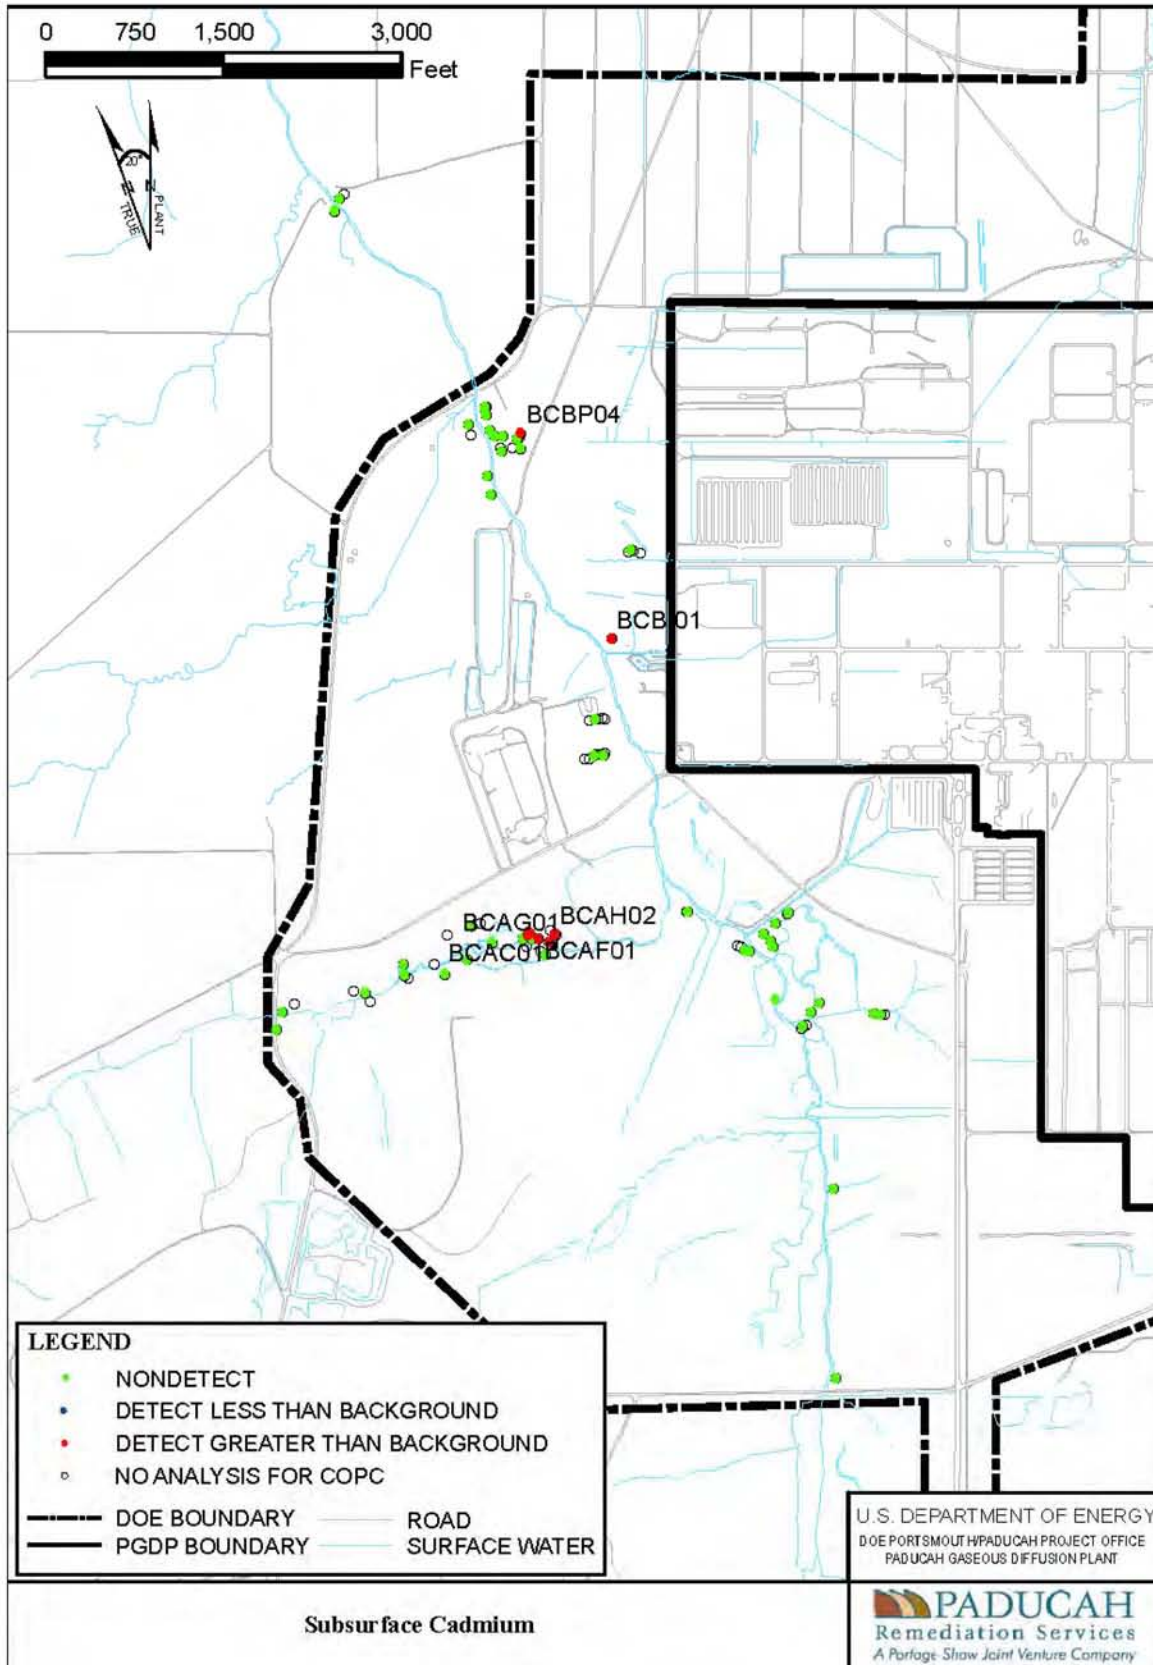 0 750 1,500 3,000
Feet
20°
N TRUE
N PLANT
BCBP04
BCB 01
BCAG01
BCAH02
BCAC01
BCAF01
LEGEND
NONDETECT
DETECT LESS THAN BACKGROUND
DETECT GREATER THAN BACKGROUND
NO ANALYSIS FOR COPC
DOE BOUNDARY
ROAD
PGDP BOUNDARY
SURFACE WATER
U.S. DEPARTMENT OF ENERGY
DOE PORTSMOUTH/PADUCAH PROJECT OFFICE
PADUCAH GASEOUS DIFFUSION PLANT
Subsurface Cadmium
PADUCAH
Remediation Services
A Portage Shaw Joint Venture Company